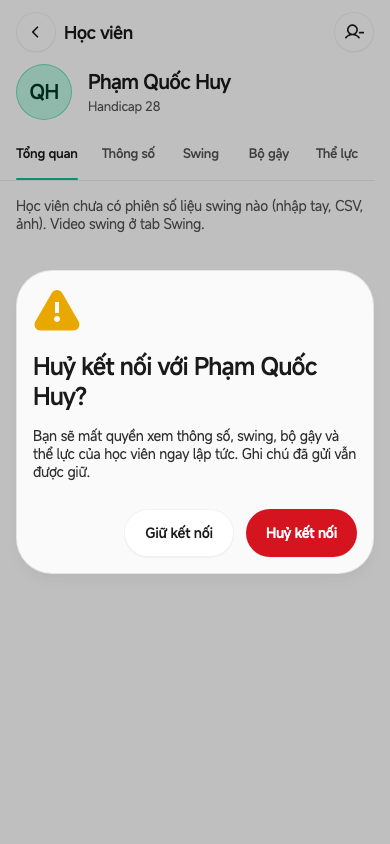 Học viên
QH
Phạm Quốc Huy
Handicap 28
Tổng quan
Thông số
Swing
Bộ gậy
Thể lực
Học viên chưa có phiên số liệu swing nào (nhập tay, CSV,
ảnh). Video swing ở tab Swing.
Huỷ kết nối với Phạm Quốc
Huy?
Bạn sẽ mất quyền xem thông số, swing, bộ gậy và
thể lực của học viên ngay lập tức. Ghi chú đã gửi vẫn
được giữ.
Giữ kết nối
Huỷ kết nối